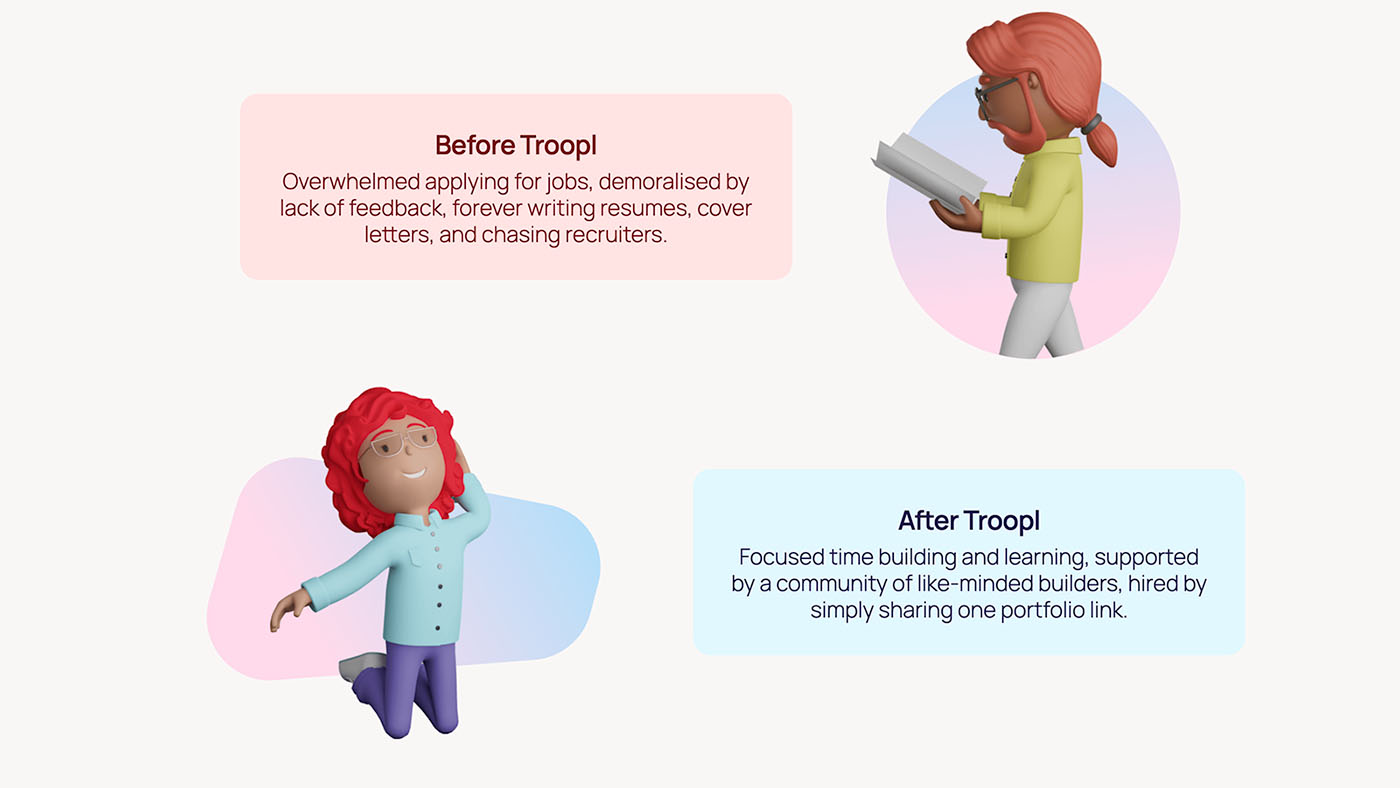 Before Troopl
Overwhelmed applying for jobs, demoralised by
lack of feedback, forever writing resumes, cover
letters, and chasing recruiters.
After Troopl
Focused time building and learning, supported
by a community of like-minded builders, hired by
simply sharing one portfolio link.